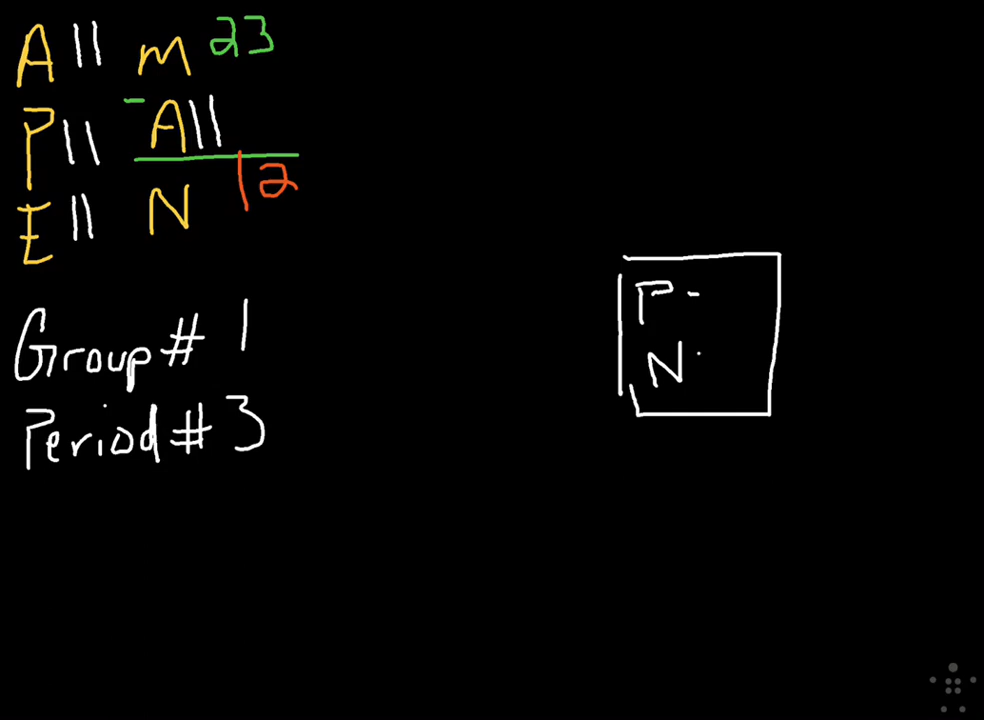 A 11 m 23
P 11 - A 11
E 11 N 12
Group # 1
Period # 3
P -
N